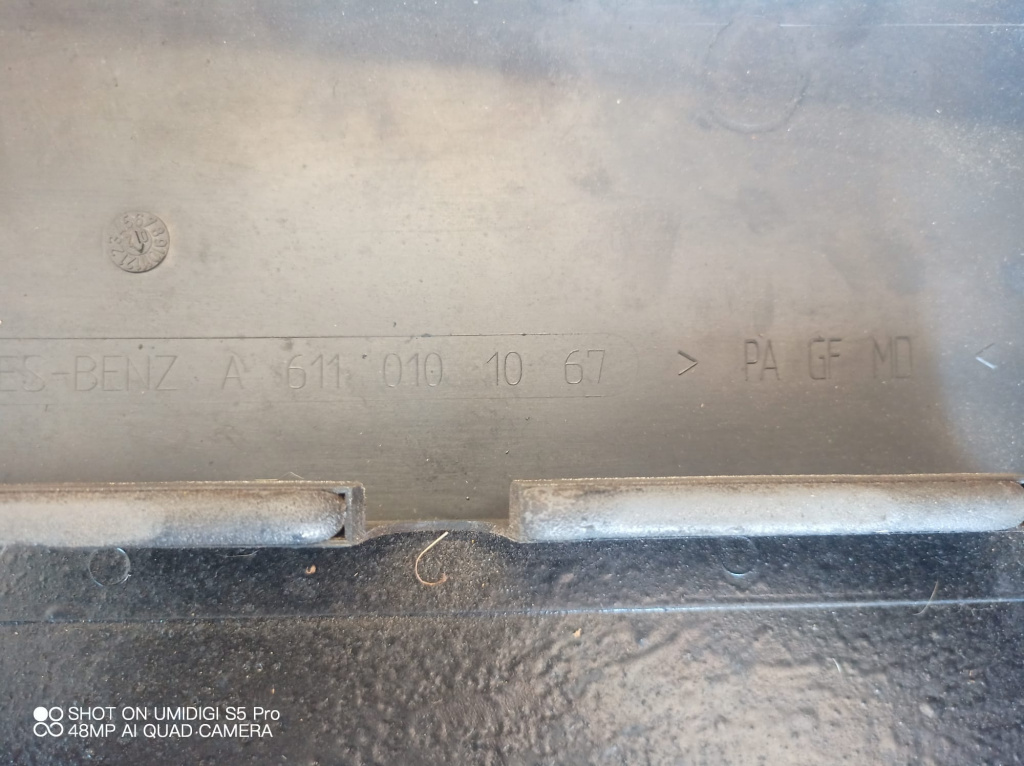 ES-BENZ A 611 010 10 67 > PA GF MD <
SHOT ON UMIDIGI S5 Pro
48MP AI QUAD CAMERA